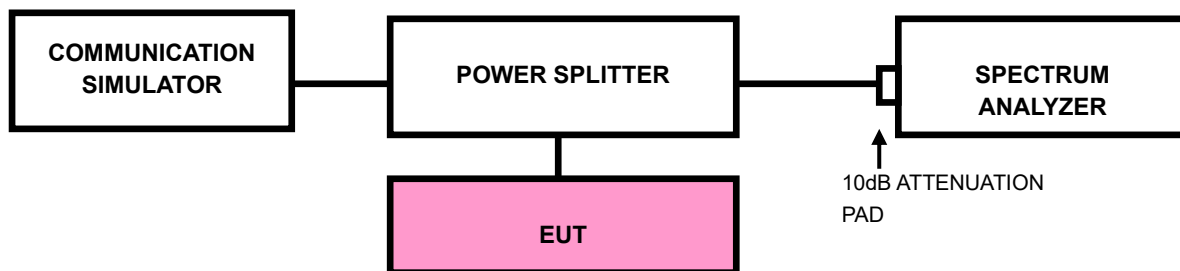 COMMUNICATION
SIMULATOR
POWER SPLITTER
SPECTRUM
ANALYZER
10dB ATTENUATION
PAD
EUT